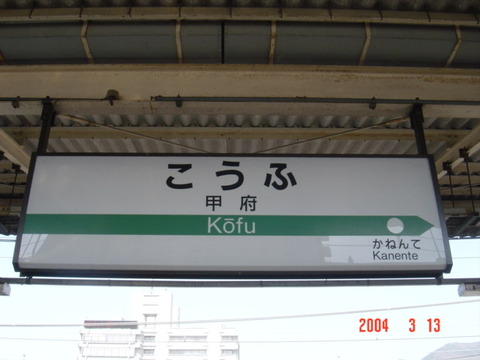 こうふ
甲府
Kōfu
かねんて
Kanente
2004 3 13